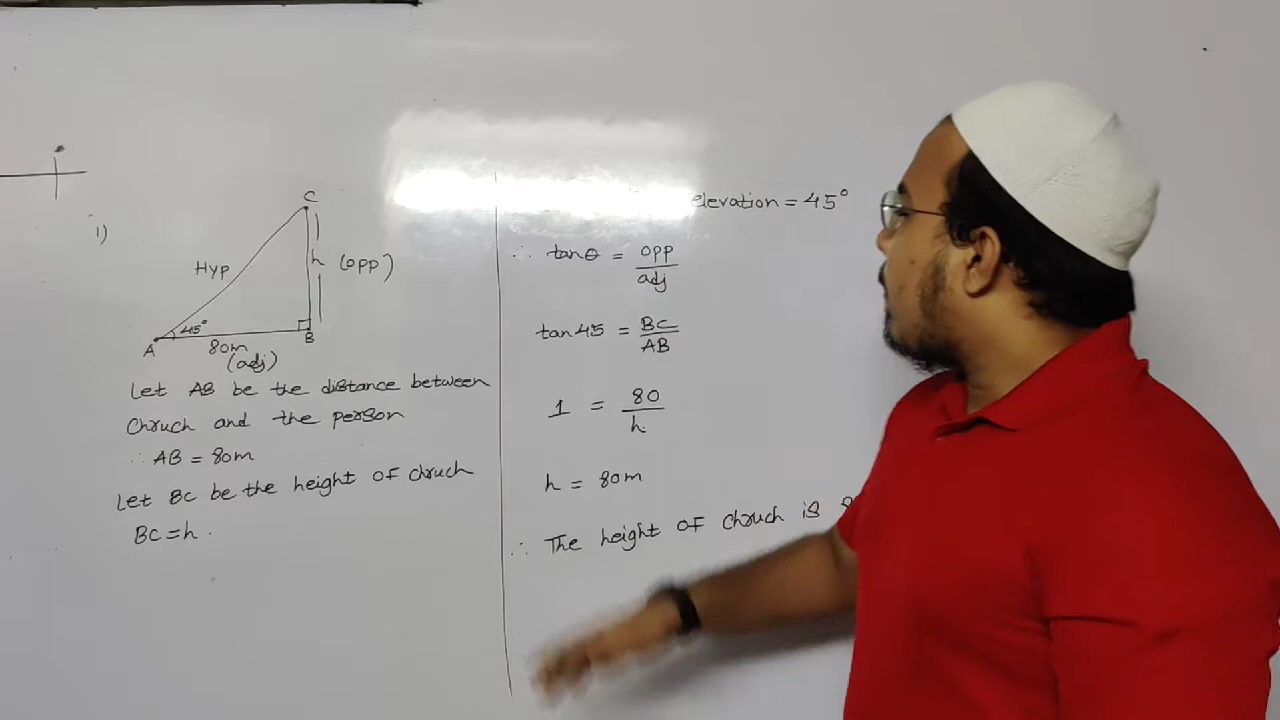 1)
C
Hyp
h (opp)
45°
A
80m
B
(adj)
Let AB be the distance between
Chruch and the person
∴ AB = 80m
Let BC be the height of chruch
BC = h .
elevation = 45°
∴ tanθ = opp / adj
tan45 = BC / AB
1 = 80 / h
h = 80m
∴ The height of chruch is